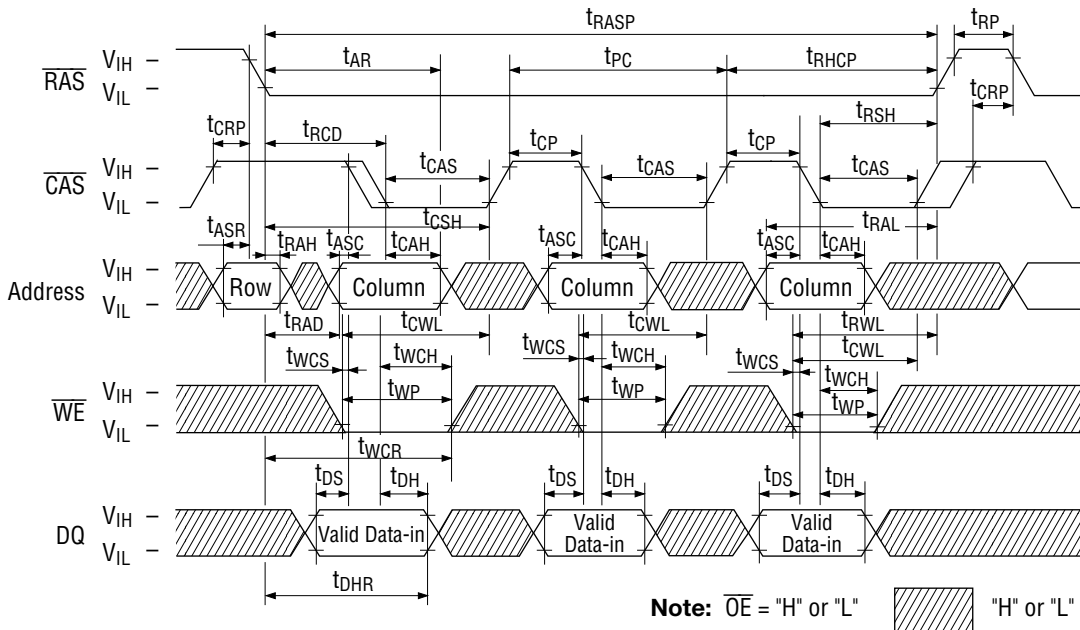 tRASP tRP
VIH – tAR tPC tRHCP
RAS
VIL – tCRP
tCRP tRCD tRSH
tCP tCP
VIH – tCAS tCAS tCAS
CAS
VIL – tCSH tRAL
tASR tRAH tASC tCAH tASC tCAH tASC tCAH
VIH –
Address Row Column Column Column
VIL –
tRAD tCWL tCWL tRWL
tWCS tWCH tWCS tWCH tWCS tCWL
VIH – tWCH
WE tWP tWP tWP
VIL –
tWCR
tDS tDH tDS tDH tDS tDH
VIH –
DQ Valid Data-in Valid Data-in Valid Data-in
VIL –
tDHR
Note: OE = "H" or "L" "H" or "L"